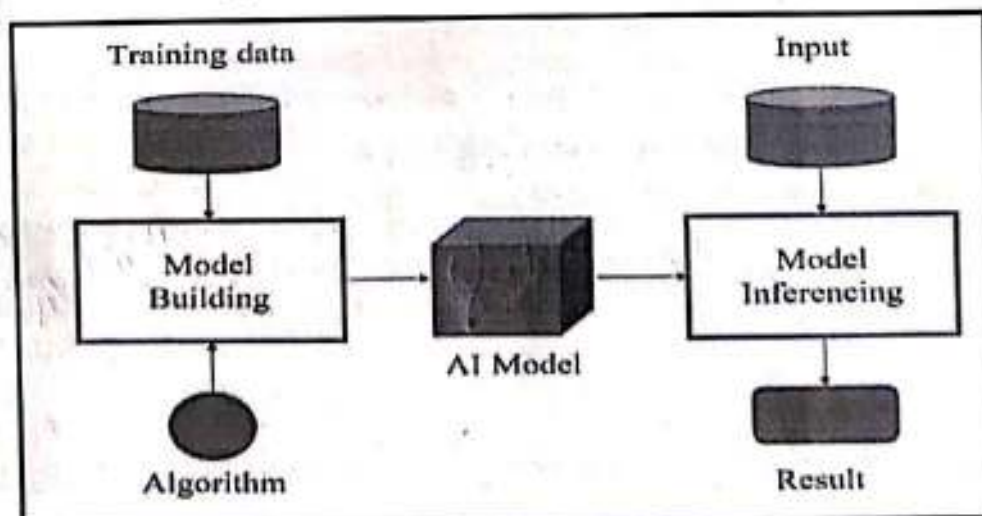 Training data
Input
Model
Building
Model
Inferencing
AI Model
Algorithm
Result